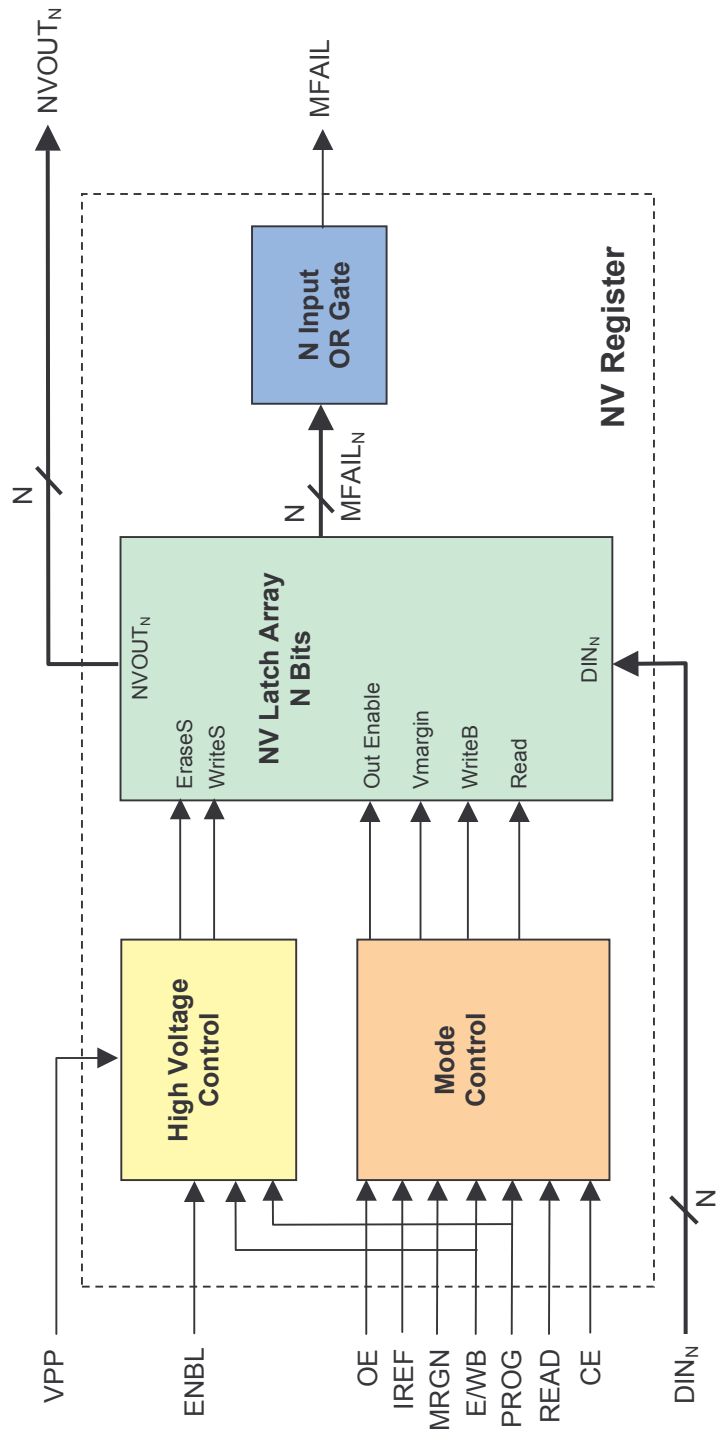 VPP
ENBL
OE
IREF
MRGN
E/WB
PROG
READ
CE
DIN_N
N
High Voltage
Control
Mode
Control
EraseS
WriteS
Out Enable
Vmargin
WriteB
Read
NVOUT_N
NV Latch Array
N Bits
DIN_N
N
MFAIL_N
N Input
OR Gate
NV Register
N
NVOUT_N
MFAIL